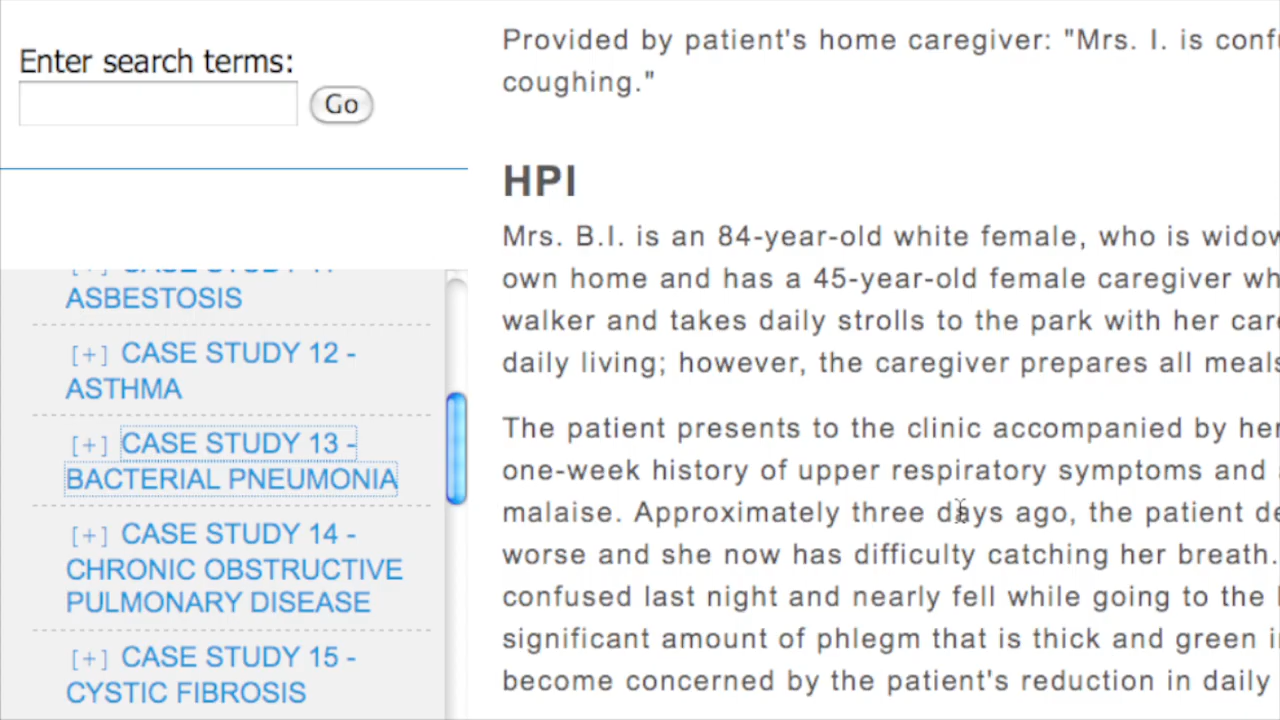 Enter search terms:
Go
[+] CASE STUDY 11 -
ASBESTOSIS
[+] CASE STUDY 12 -
ASTHMA
[+] CASE STUDY 13 -
BACTERIAL PNEUMONIA
[+] CASE STUDY 14 -
CHRONIC OBSTRUCTIVE
PULMONARY DISEASE
[+] CASE STUDY 15 -
CYSTIC FIBROSIS
Provided by patient's home caregiver: "Mrs. I. is
coughing."
HPI
Mrs. B.I. is an 84-year-old white female, who is
own home and has a 45-year-old female caregiver
walker and takes daily strolls to the park with her
daily living; however, the caregiver prepares all meals
The patient presents to the clinic accompanied by
one-week history of upper respiratory symptoms and
malaise. Approximately three days ago, the patient
worse and she now has difficulty catching her breath.
confused last night and nearly fell while going to the
significant amount of phlegm that is thick and green
become concerned by the patient's reduction in daily